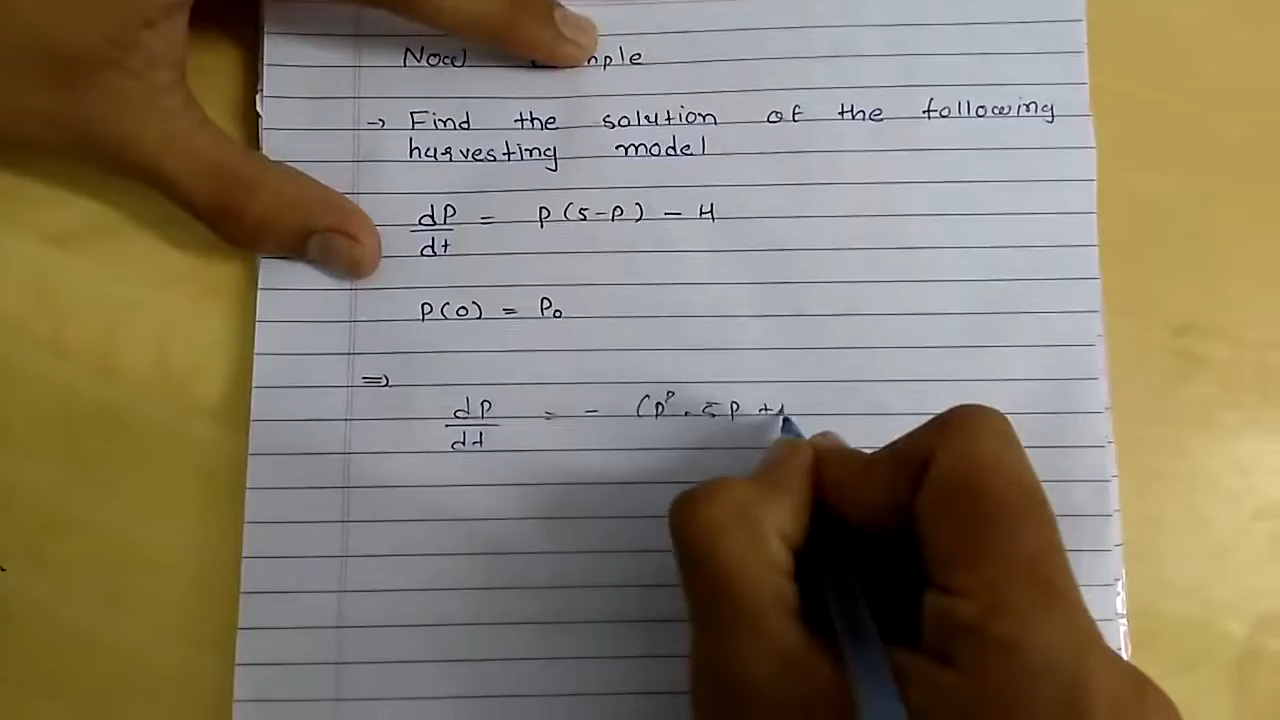 Now
→ Find the solution of the following
harvesting model
dP/dt = P(5-P) - 4
P(0) = P₀
⇒
dP/dt = - (P² - 5P +